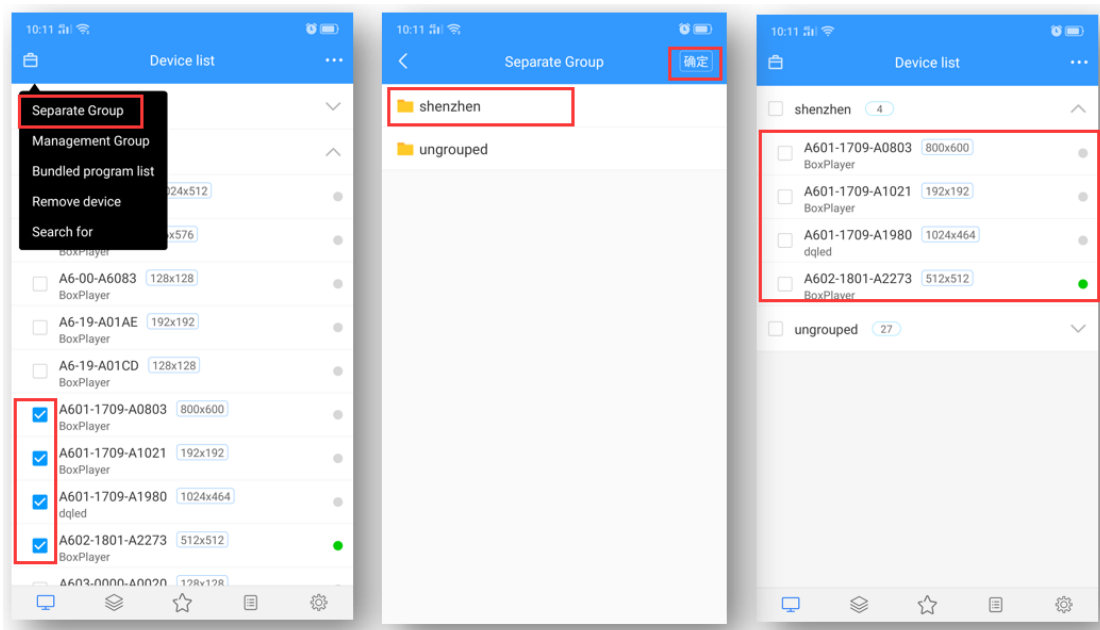 10:11
Device list
Separate Group
Management Group
Bundled program list
Remove device
Search for
024x512
x576
BoxPlayer
A6-00-A6083 128x128
BoxPlayer
A6-19-A01AE 192x192
BoxPlayer
A6-19-A01CD 128x128
BoxPlayer
A601-1709-A0803 800x600
BoxPlayer
A601-1709-A1021 192x192
BoxPlayer
A601-1709-A1980 1024x464
dqled
A602-1801-A2273 512x512
BoxPlayer
A603-0000-A0020 128x128
10:11
Separate Group 确定
shenzhen
ungrouped
10:11
Device list
shenzhen 4
A601-1709-A0803 800x600
BoxPlayer
A601-1709-A1021 192x192
BoxPlayer
A601-1709-A1980 1024x464
dqled
A602-1801-A2273 512x512
BoxPlayer
ungrouped 27